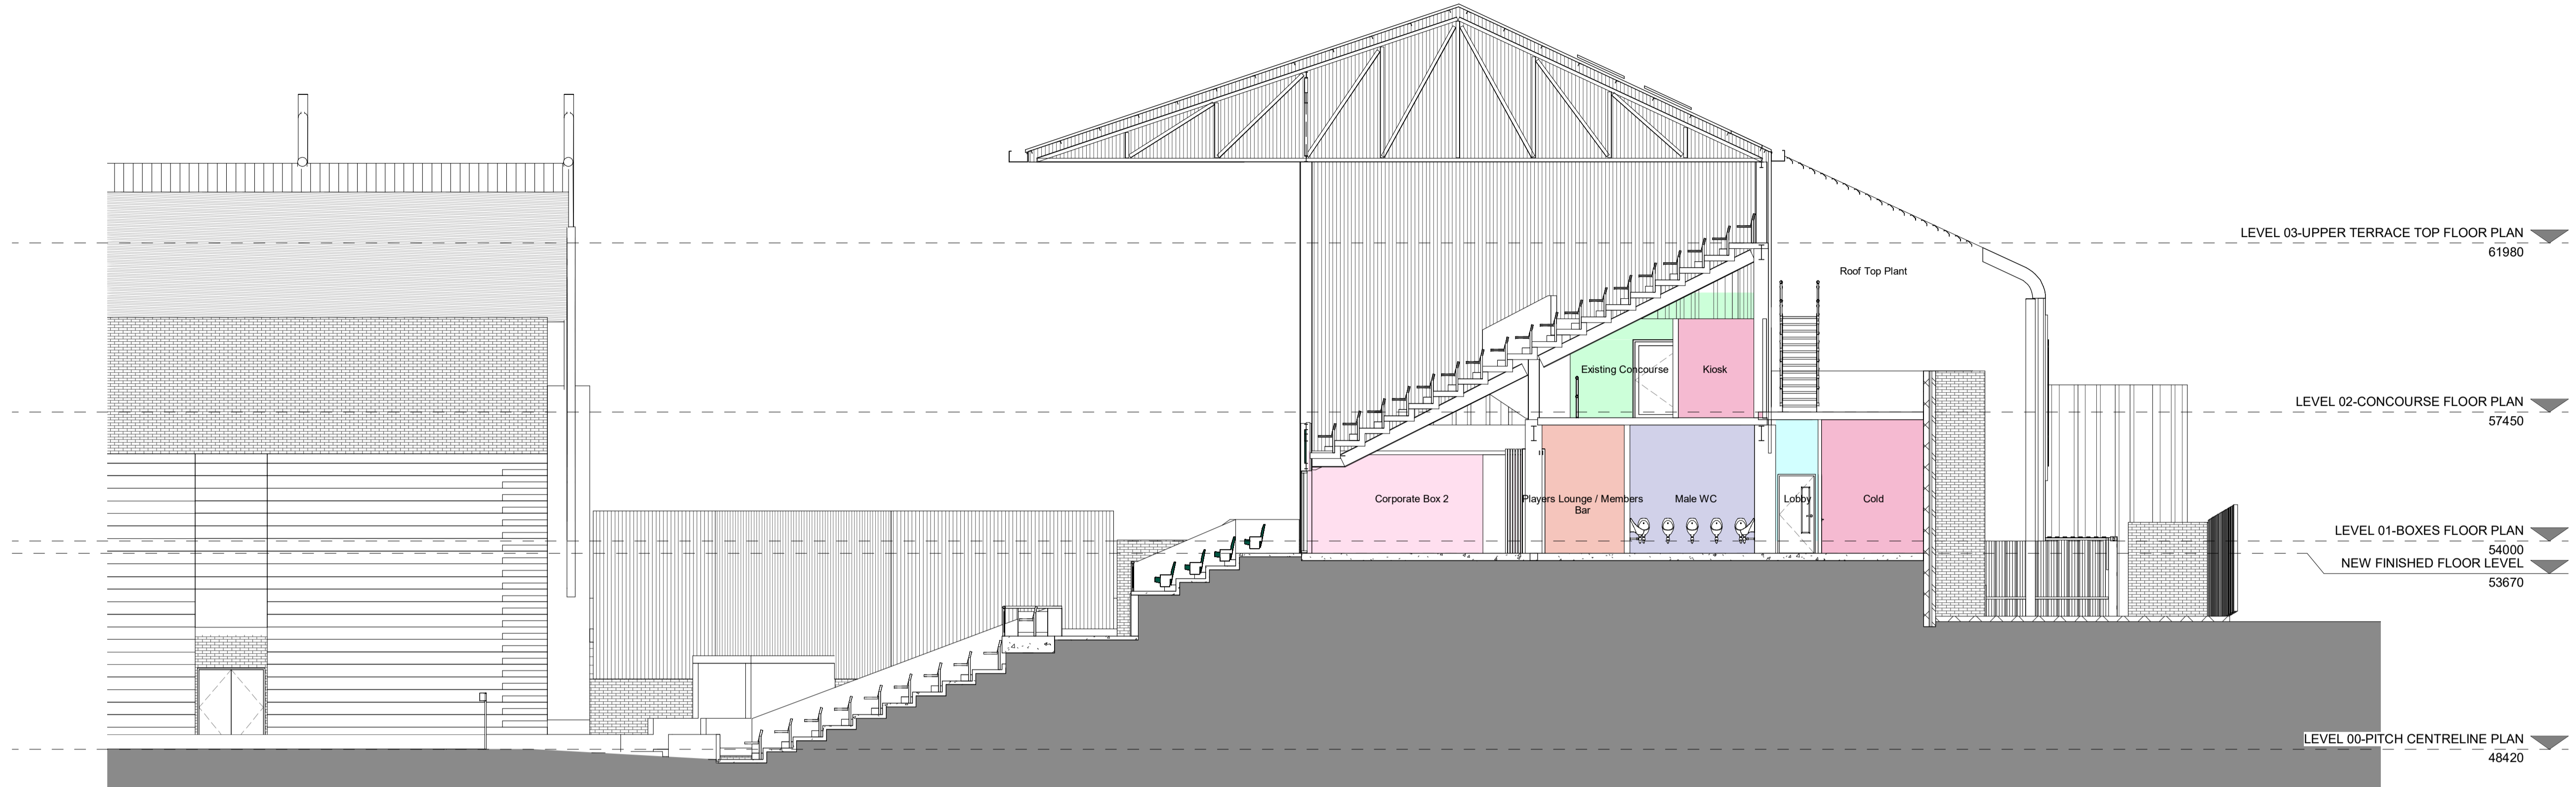 LEVEL 03-UPPER TERRACE TOP FLOOR PLAN
61980
Roof Top Plant
Existing Concourse
Kiosk
LEVEL 02-CONCOURSE FLOOR PLAN
57450
Corporate Box 2
Players Lounge / Members
Bar
Male WC
Lobby
Cold
LEVEL 01-BOXES FLOOR PLAN
54000
NEW FINISHED FLOOR LEVEL
53670
LEVEL 00-PITCH CENTRELINE PLAN
48420